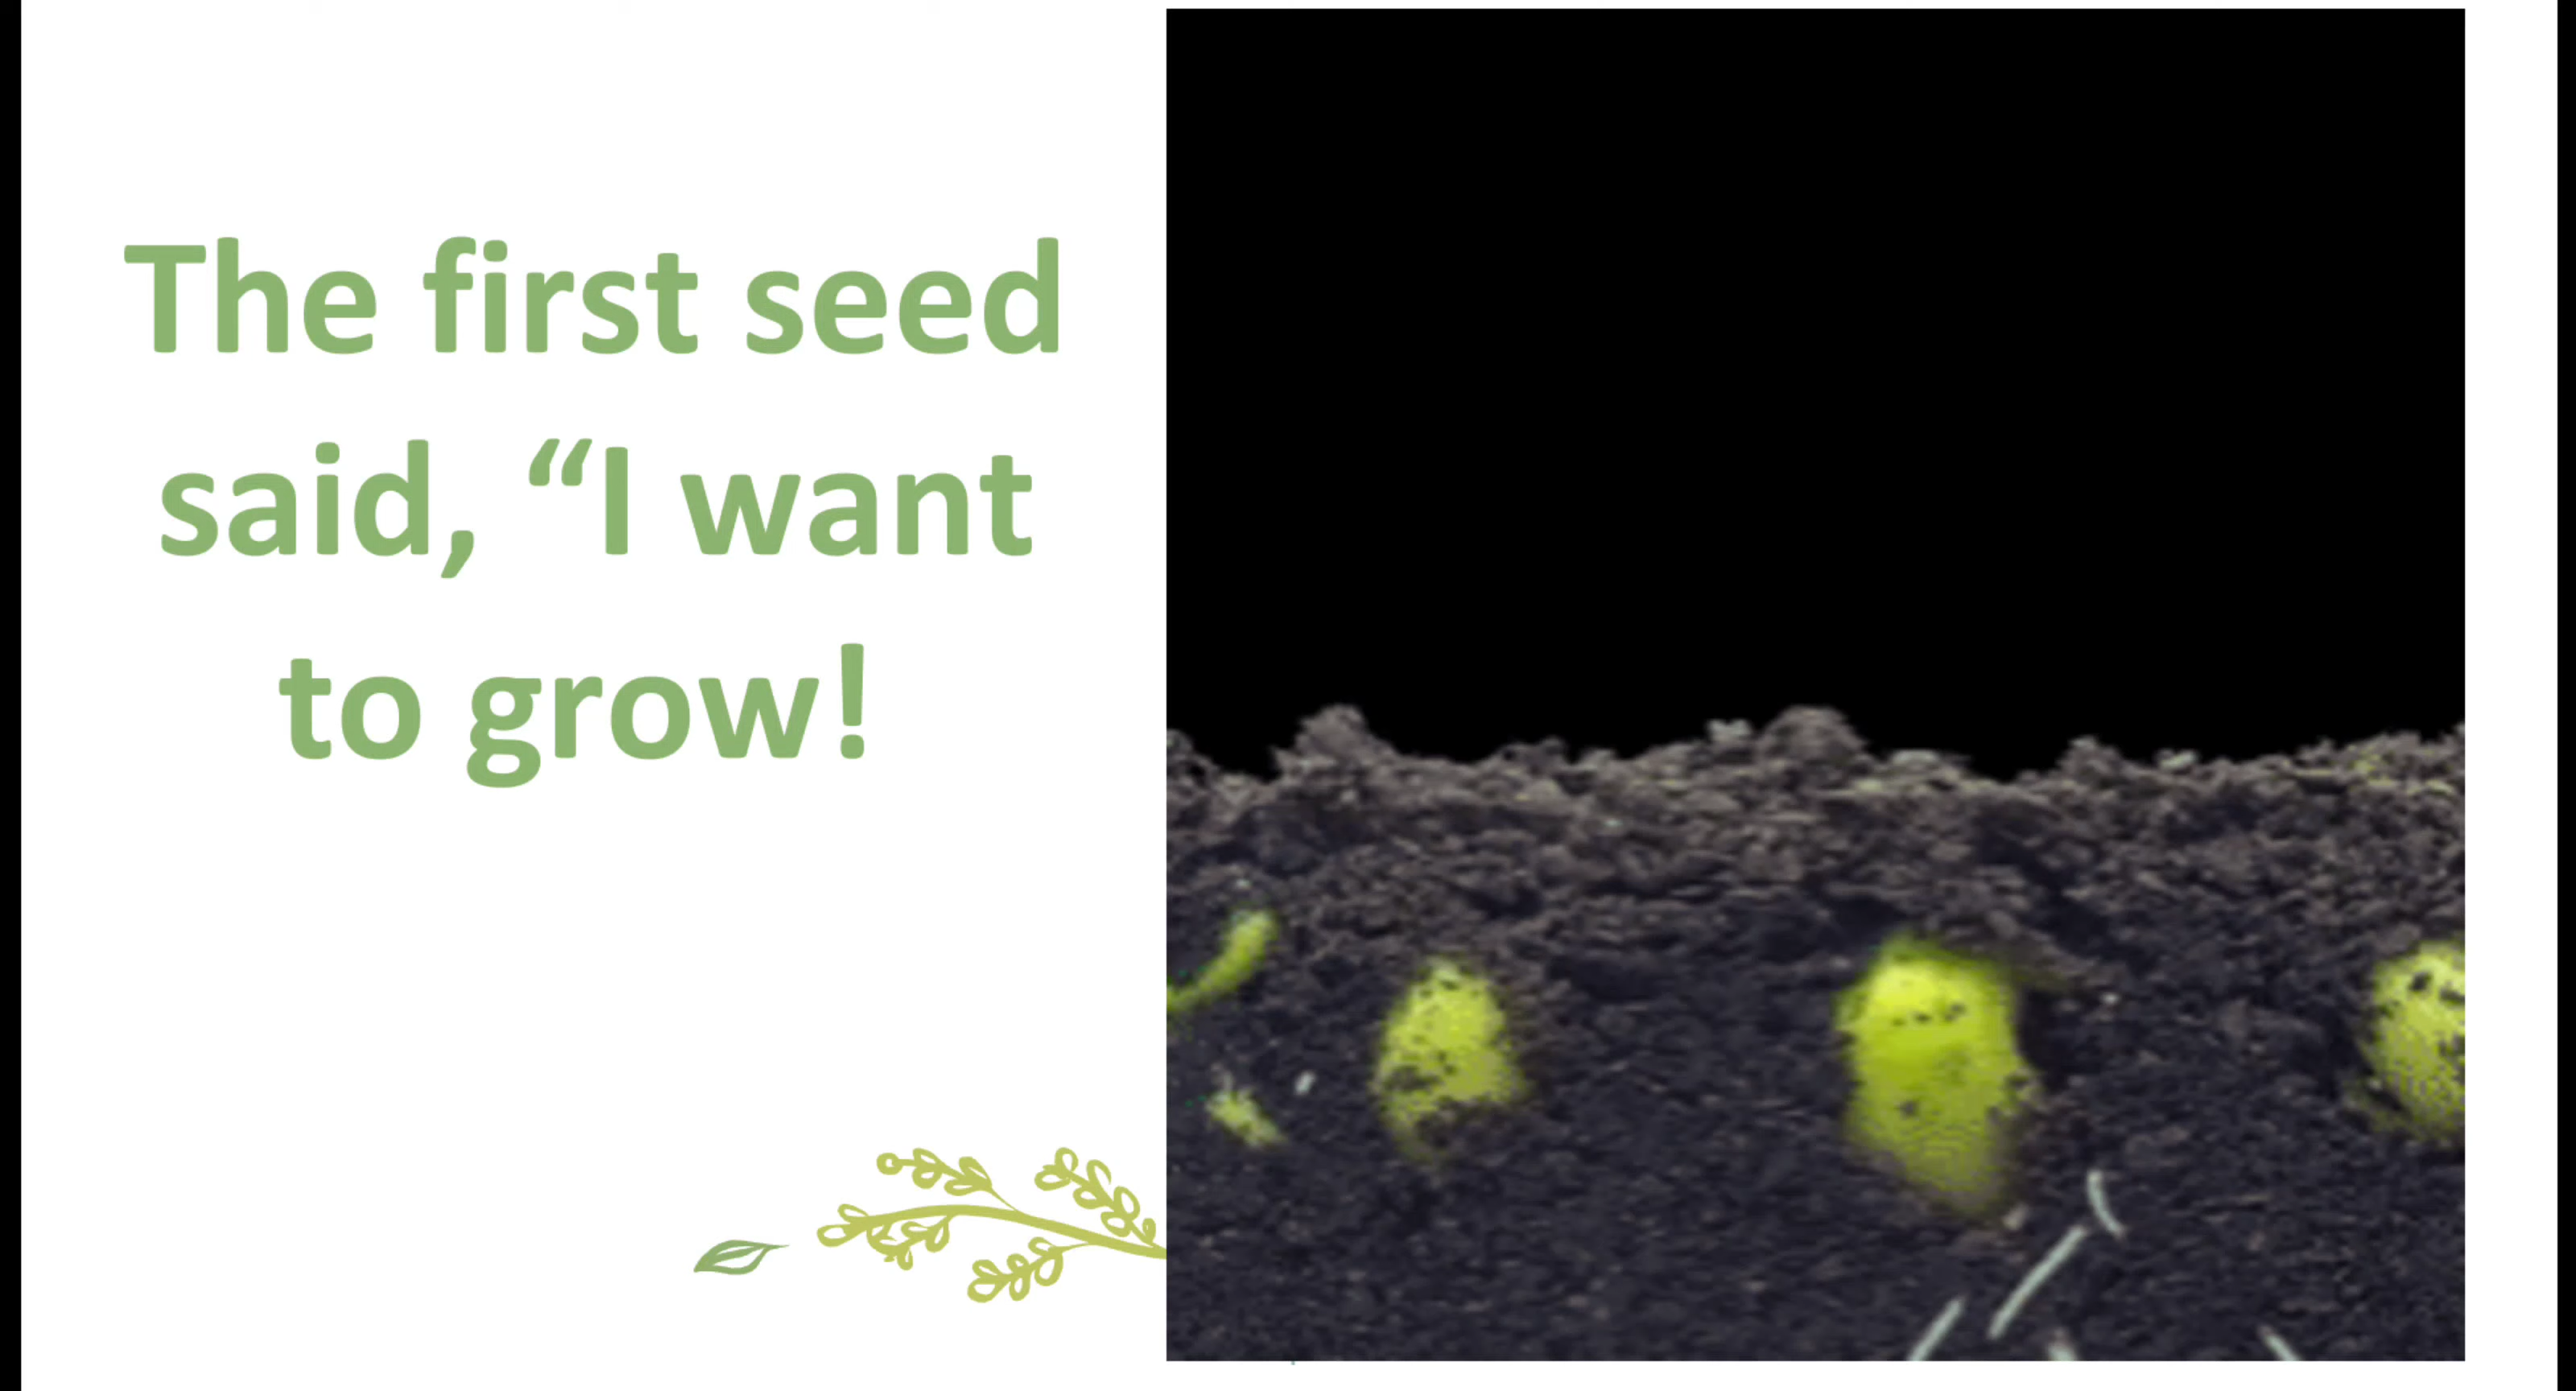 The first seed
said, “I want
to grow!